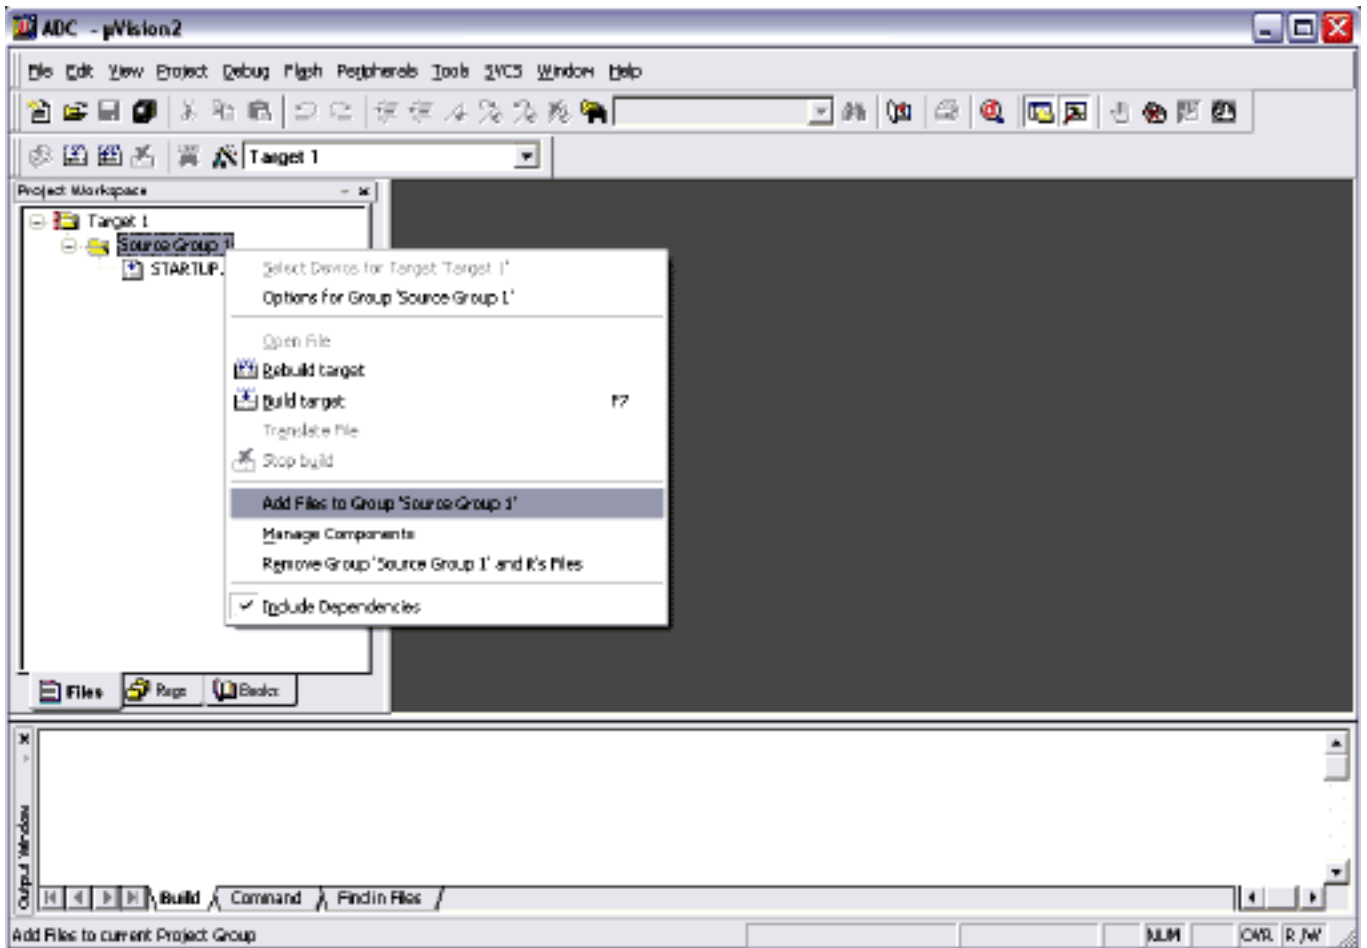 ADC - µVision2
File Edit View Project Debug Flash Peripherals Tools SVCS Window Help
Target 1
Project Workspace
Target 1
Source Group 1
STARTUP.
Select Device for Target 'Target 1'
Options for Group 'Source Group 1'
Open File
Rebuild target
Build target F7
Translate File
Stop build
Add Files to Group 'Source Group 1'
Manage Components
Remove Group 'Source Group 1' and it's Files
Include Dependencies
Files Regs Books
Output Window
Build Command Find in Files
Add Files to current Project Group NUM OVR R/W